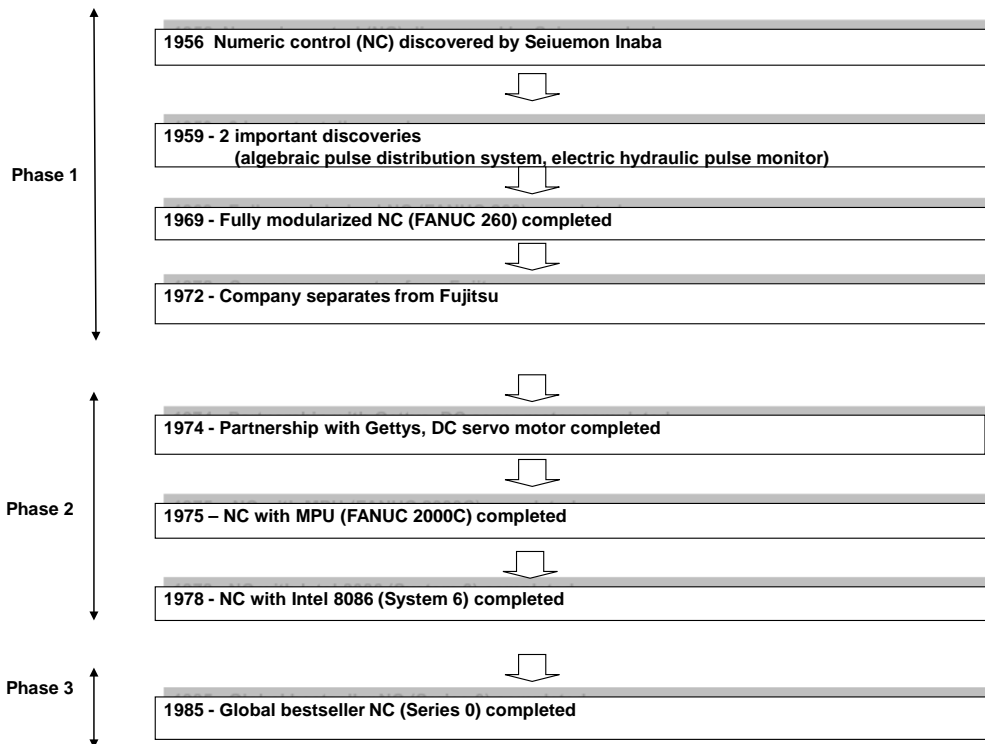 1956  Numeric control (NC) discovered by Seiuemon Inaba
1959 - 2 important discoveries
(algebraic pulse distribution system, electric hydraulic pulse monitor)
Phase 1
1969 - Fully modularized NC (FANUC 260) completed
1972 - Company separates from Fujitsu
1974 - Partnership with Gettys, DC servo motor completed
Phase 2
1975 – NC with MPU (FANUC 2000C) completed
1978 - NC with Intel 8086 (System 6) completed
Phase 3
1985 - Global bestseller NC (Series 0) completed